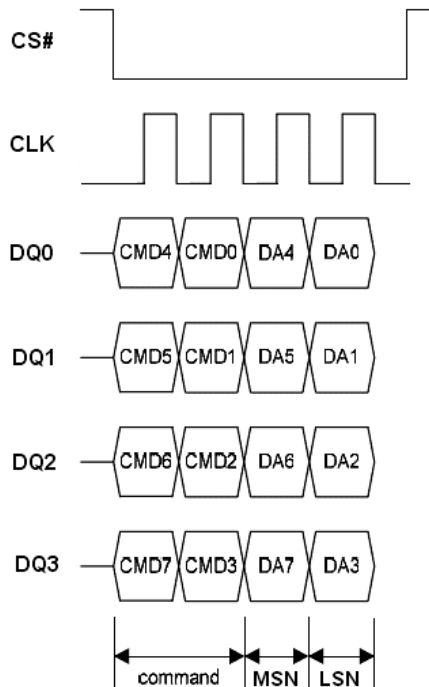 CS#
CLK
DQ0 CMD4 CMD0 DA4 DA0
DQ1 CMD5 CMD1 DA5 DA1
DQ2 CMD6 CMD2 DA6 DA2
DQ3 CMD7 CMD3 DA7 DA3
command MSN LSN